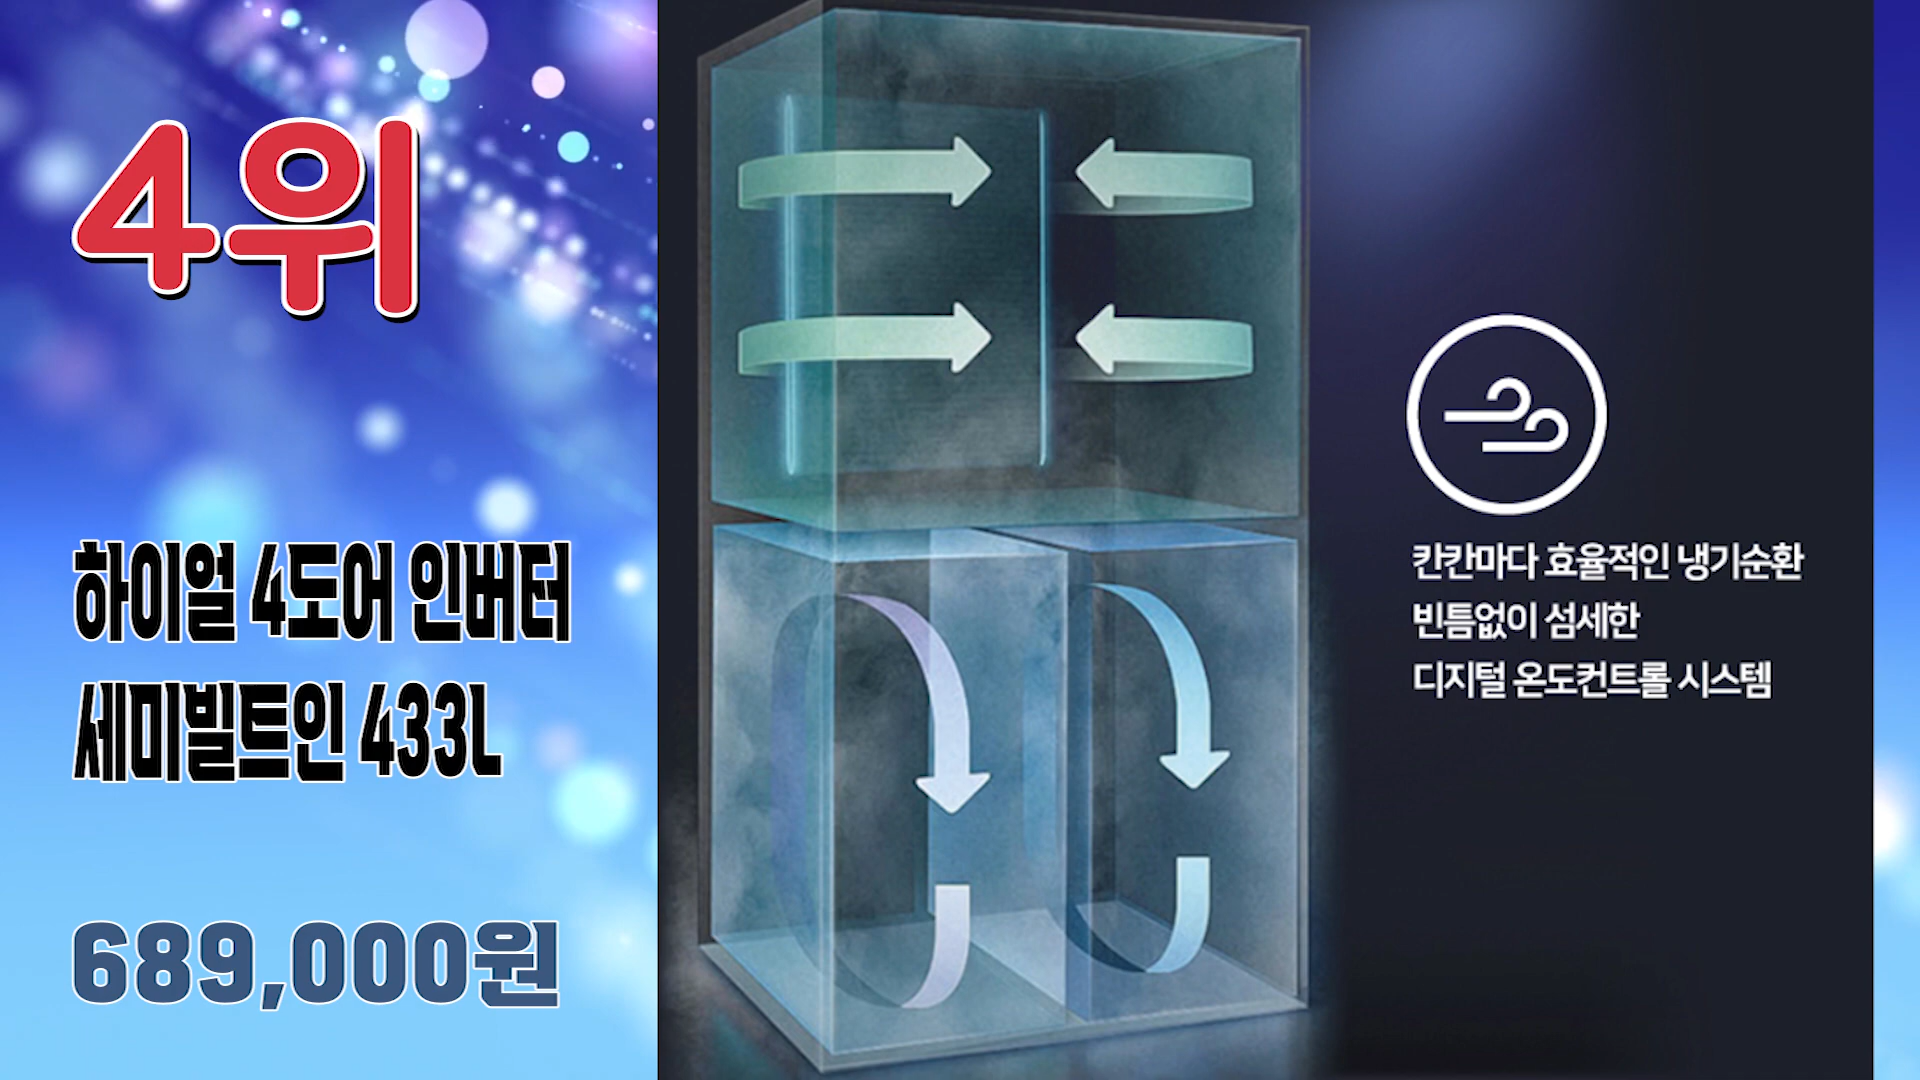 4위
하이얼 4도어 인버터
세미빌트인 433L
689,000원
칸칸마다 효율적인 냉기순환
빈틈없이 섬세한
디지털 온도컨트롤 시스템